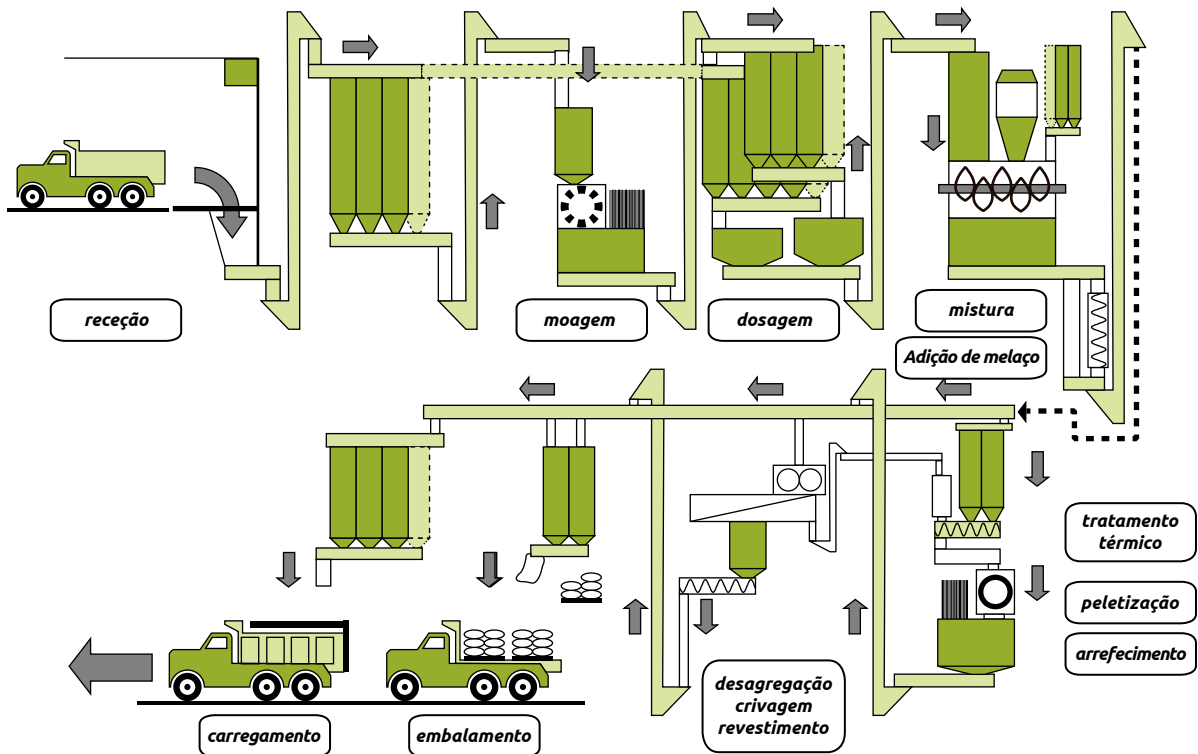 receção
moagem
dosagem
mistura
Adição de melaço
tratamento
térmico
peletização
arrefecimento
desagregação
crivagem
revestimento
carregamento
embalamento